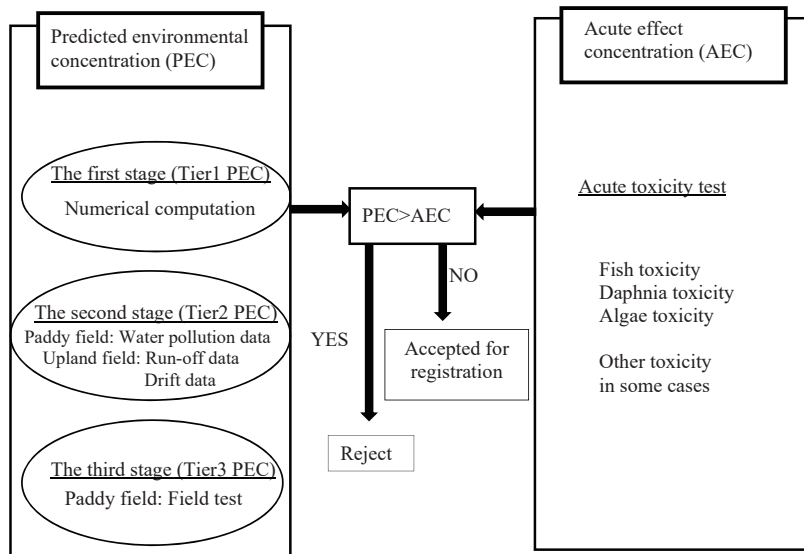 Predicted environmental
concentration (PEC)
The first stage (Tier1 PEC)
Numerical computation
The second stage (Tier2 PEC)
Paddy field: Water pollution data
Upland field: Run-off data
Drift data
The third stage (Tier3 PEC)
Paddy field: Field test
PEC>AEC
YES
NO
Reject
Accepted for
registration
Acute effect
concentration (AEC)
Acute toxicity test
Fish toxicity
Daphnia toxicity
Algae toxicity
Other toxicity
in some cases